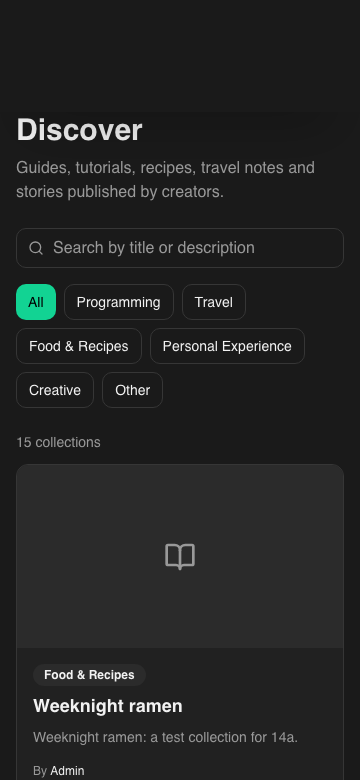 Discover
Guides, tutorials, recipes, travel notes and
stories published by creators.
Search by title or description
All
Programming
Travel
Food & Recipes
Personal Experience
Creative
Other
15 collections
Food & Recipes
Weeknight ramen
Weeknight ramen: a test collection for 14a.
By Admin